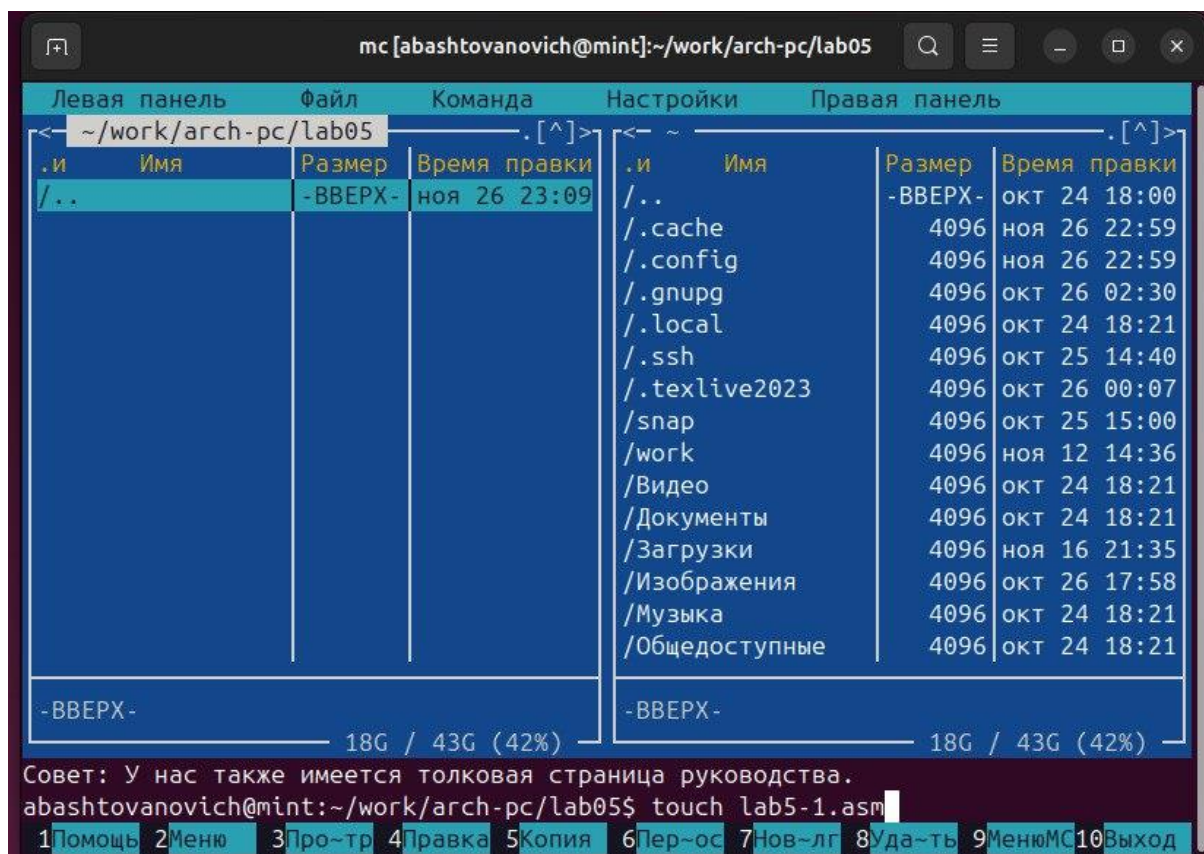 mc [abashtovanovich@mint]:~/work/arch-pc/lab05
Левая панель Файл Команда Настройки Правая панель
<- ~/work/arch-pc/lab05 .[^]> <- ~ .[^]>
.и Имя Размер Время правки .и Имя Размер Время правки
/.. -ВВЕРХ- ноя 26 23:09 /.. -ВВЕРХ- окт 24 18:00
/.cache 4096 ноя 26 22:59
/.config 4096 ноя 26 22:59
/.gnupg 4096 окт 26 02:30
/.local 4096 окт 24 18:21
/.ssh 4096 окт 25 14:40
/.texlive2023 4096 окт 26 00:07
/snap 4096 окт 25 15:00
/work 4096 ноя 12 14:36
/Видео 4096 окт 24 18:21
/Документы 4096 окт 24 18:21
/Загрузки 4096 ноя 16 21:35
/Изображения 4096 окт 26 17:58
/Музыка 4096 окт 24 18:21
/Общедоступные 4096 окт 24 18:21
-ВВЕРХ- -ВВЕРХ-
18G / 43G (42%) 18G / 43G (42%)
Совет: У нас также имеется толковая страница руководства.
abashtovanovich@mint:~/work/arch-pc/lab05$ touch lab5-1.asm
1Помощь 2Меню 3Про~тр 4Правка 5Копия 6Пер~ос 7Нов~лг 8Уда~ть 9МенюМС 10Выход